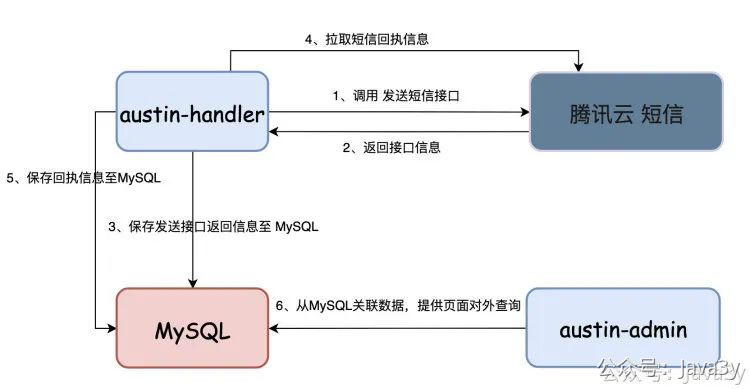 4、拉取短信回执信息
austin-handler
1、调用 发送短信接口
腾讯云 短信
2、返回接口信息
5、保存回执信息至MySQL
3、保存发送接口返回信息至 MySQL
MySQL
6、从MySQL关联数据，提供页面对外查询
austin-admin
公众号：Java3y